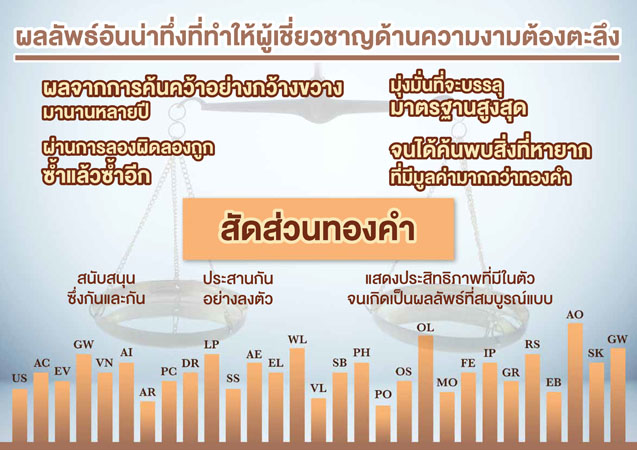 ผลลัพธ์อันน่าทึ่งที่ทำให้ผู้เชี่ยวชาญด้านความงามต้องตะลึง
ผลจากการค้นคว้าอย่างกว้างขวาง
มานานหลายปี
ผ่านการลองผิดลองถูก
ซ้ำแล้วซ้ำอีก
มุ่งมั่นที่จะบรรลุ
มาตรฐานสูงสุด
จนได้ค้นพบสิ่งที่หายาก
ที่มีมูลค่ามากกว่าทองคำ
สัดส่วนทองคำ
สนับสนุน
ซึ่งกันและกัน
ประสานกัน
อย่างลงตัว
แสดงประสิทธิภาพที่มีในตัว
จนเกิดเป็นผลลัพธ์ที่สมบูรณ์แบบ
US AC EV GW VN AI AR PC DR LP SS AE EL WL VL SB PH PO OS OL MO FE IP GR RS EB AO SK GW